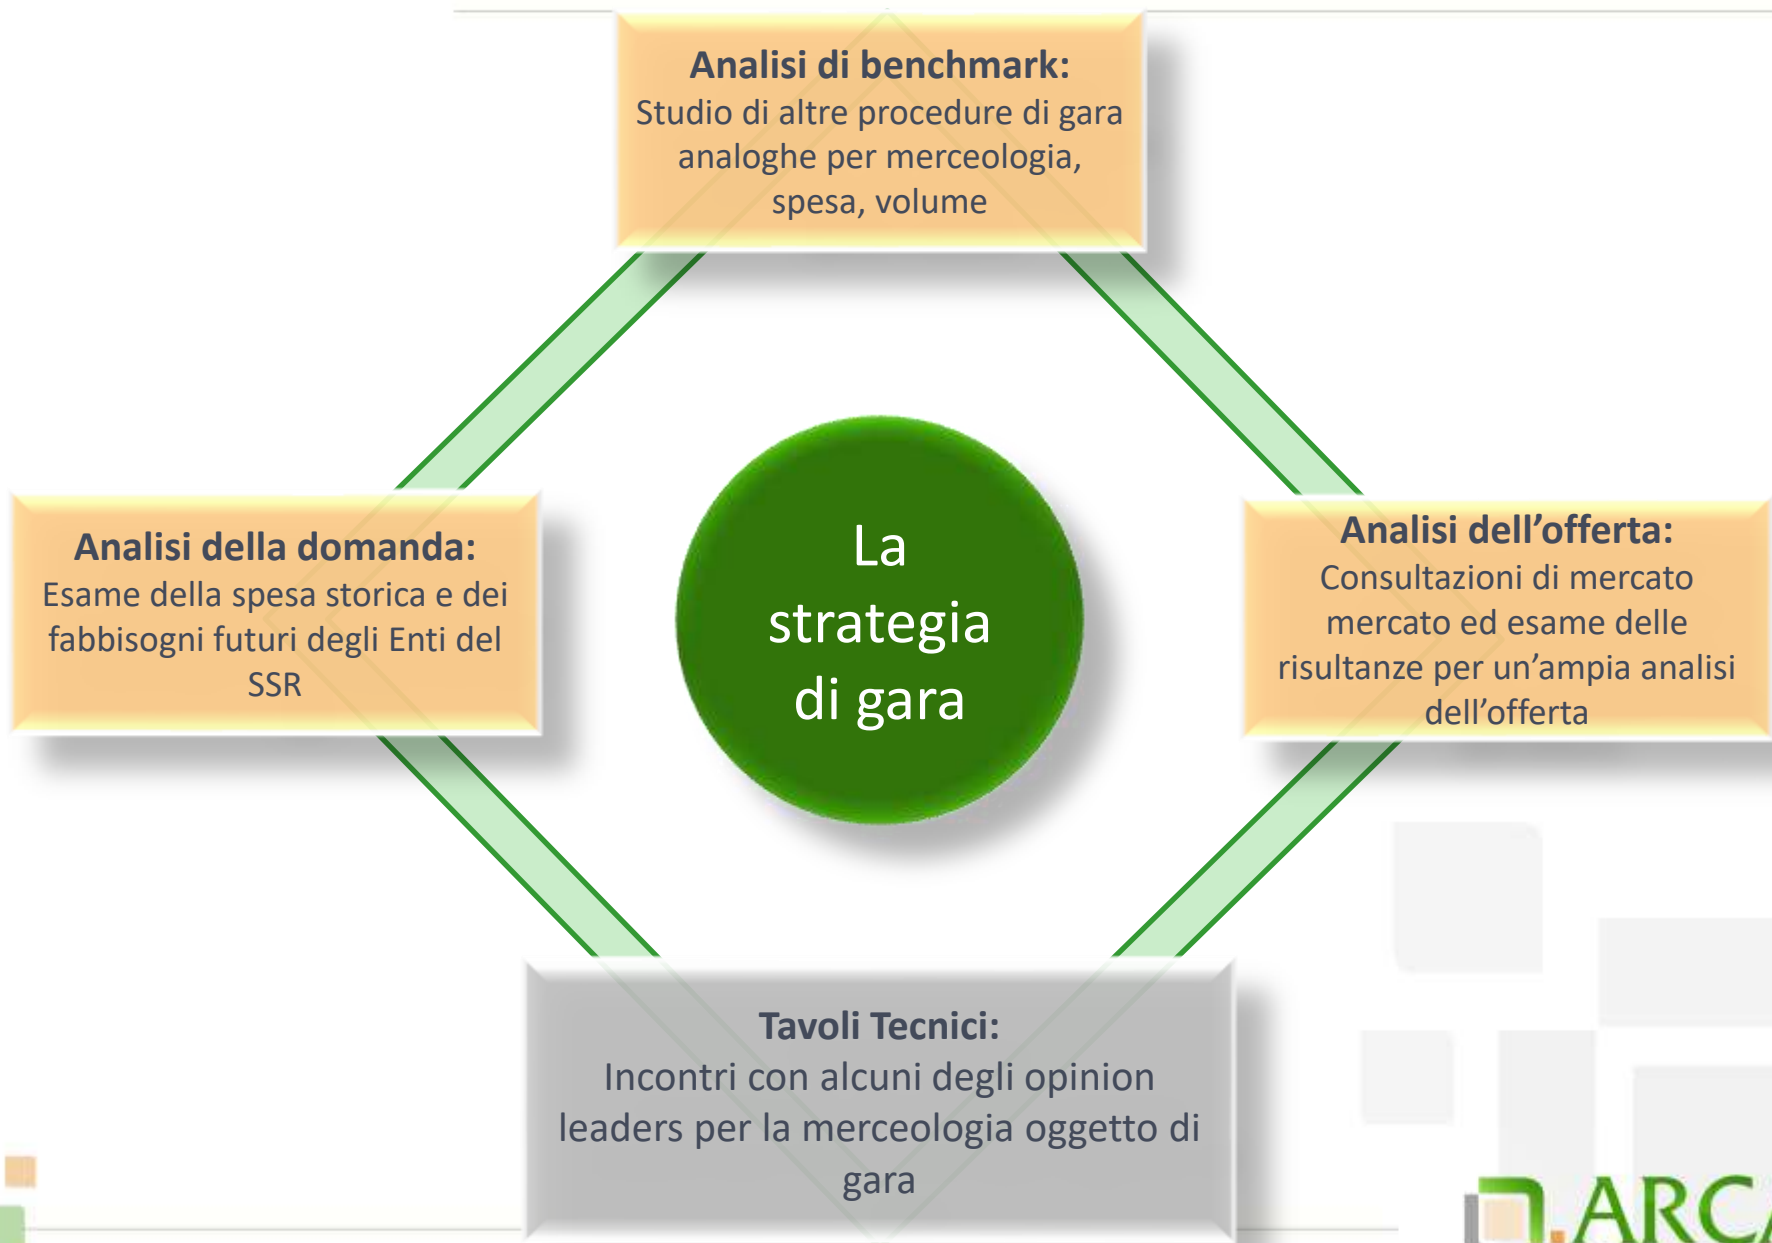 Analisi di benchmark:
Studio di altre procedure di gara
analoghe per merceologia,
spesa, volume
Analisi della domanda:
Esame della spesa storica e dei
fabbisogni futuri degli Enti del
SSR
La
strategia
di gara
Analisi dell’offerta:
Consultazioni di mercato
mercato ed esame delle
risultanze per un’ampia analisi
dell’offerta
Tavoli Tecnici:
Incontri con alcuni degli opinion
leaders per la merceologia oggetto di
gara
ARCA